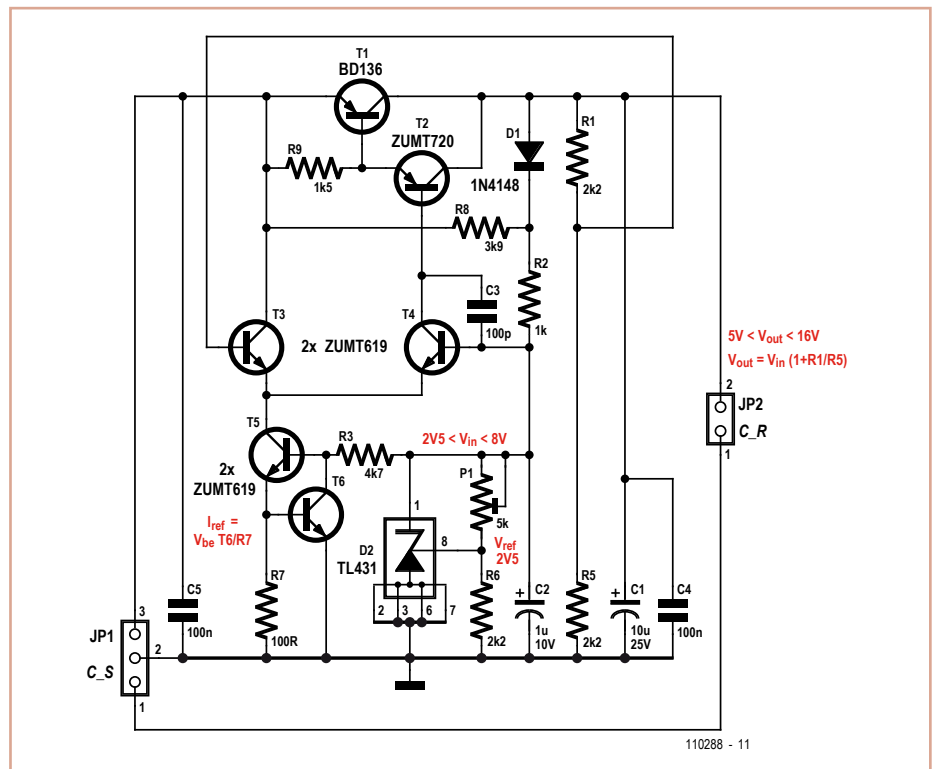 T1
BD136
T2
ZUMT720
R9
1k5
D1
1N4148
R1
2k2
R8
3k9
R2
1k
C3
100p
T3
2x ZUMT619
T4
5V < Vout < 16V
Vout = Vin (1+R1/R5)
2
JP2
C_R
1
T5
2x
ZUMT619
T6
R3
4k7
2V5 < Vin < 8V
P1
5k
1
8
Vref
2V5
Iref =
Vbe T6/R7
D2
TL431
2
3
6
7
R7
100R
R6
2k2
C2
+
1u
10V
R5
2k2
C1
+
10u
25V
C4
100n
C5
100n
3
JP1
2
C_S
1
110288 - 11